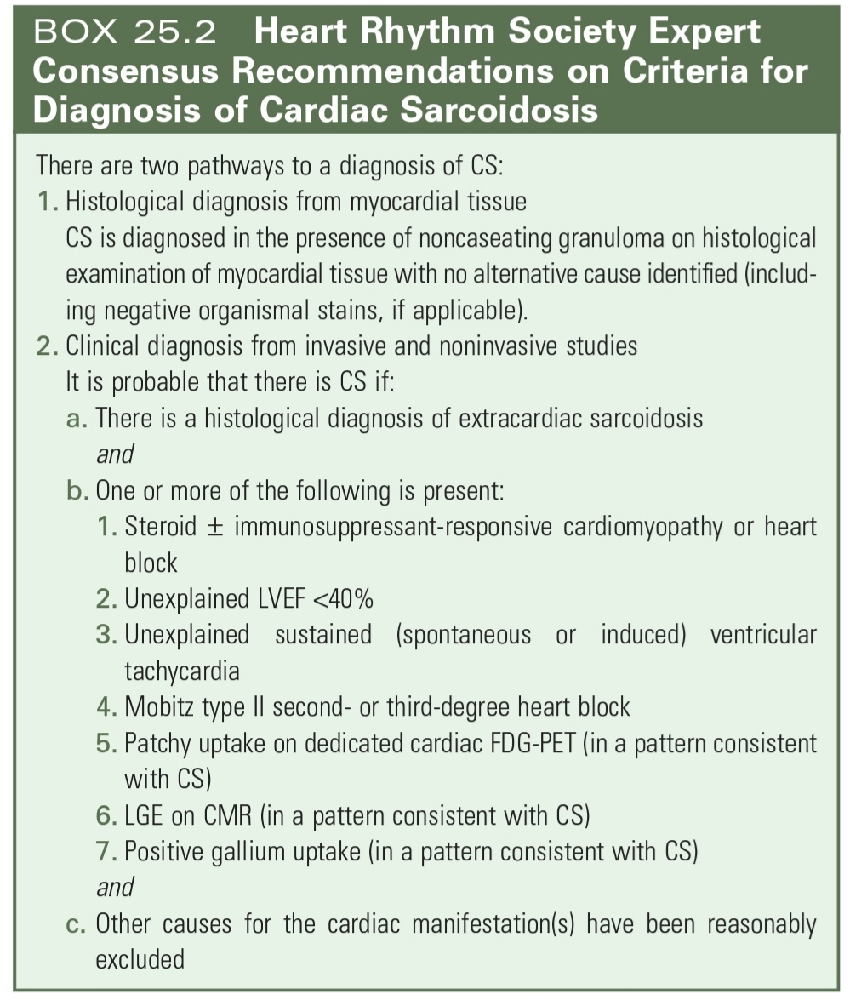 BOX 25.2 Heart Rhythm Society Expert
Consensus Recommendations on Criteria for
Diagnosis of Cardiac Sarcoidosis
There are two pathways to a diagnosis of CS:
1. Histological diagnosis from myocardial tissue
CS is diagnosed in the presence of noncaseating granuloma on histological
examination of myocardial tissue with no alternative cause identified (includ-
ing negative organismal stains, if applicable).
2. Clinical diagnosis from invasive and noninvasive studies
It is probable that there is CS if:
a. There is a histological diagnosis of extracardiac sarcoidosis
and
b. One or more of the following is present:
1. Steroid ± immunosuppressant-responsive cardiomyopathy or heart
block
2. Unexplained LVEF <40%
3. Unexplained sustained (spontaneous or induced) ventricular
tachycardia
4. Mobitz type II second- or third-degree heart block
5. Patchy uptake on dedicated cardiac FDG-PET (in a pattern consistent
with CS)
6. LGE on CMR (in a pattern consistent with CS)
7. Positive gallium uptake (in a pattern consistent with CS)
and
c. Other causes for the cardiac manifestation(s) have been reasonably
excluded